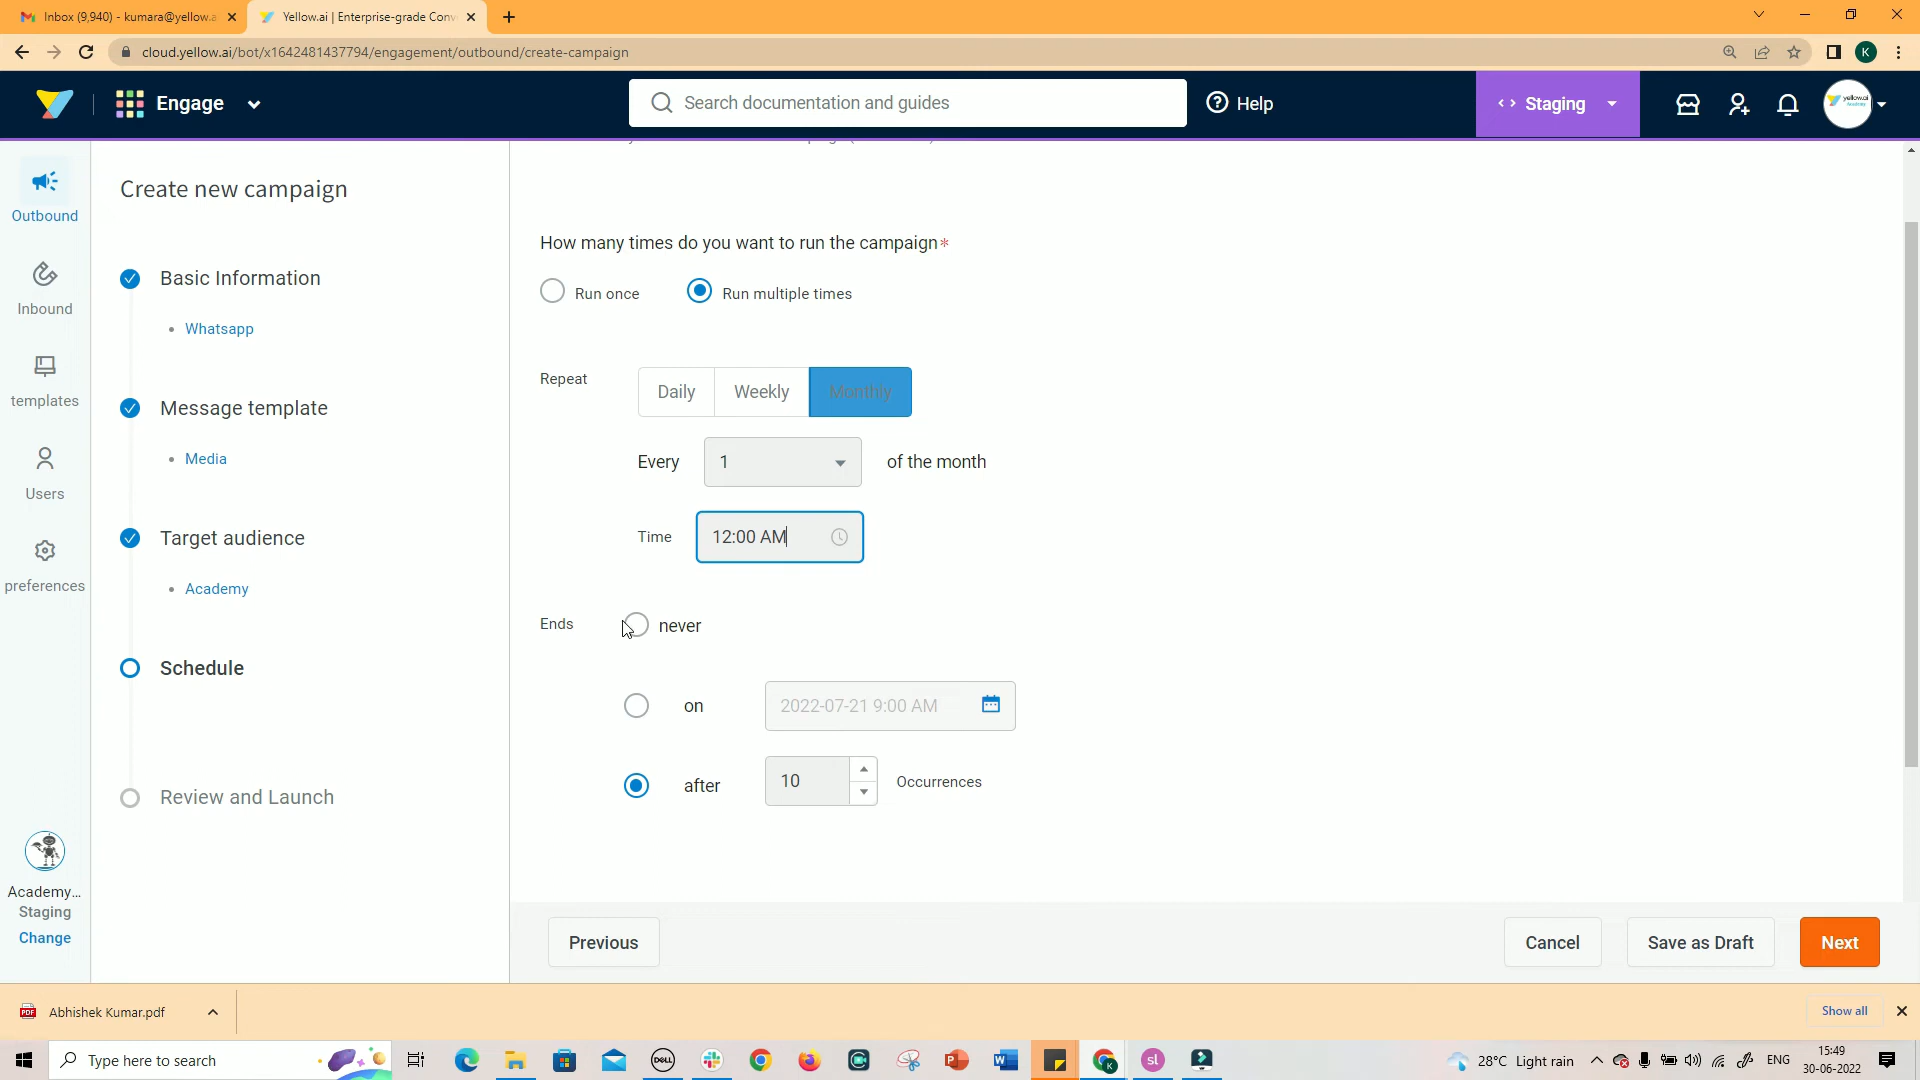 Inbox (9,940) - kumara@yellow.a
Yellow.ai | Enterprise-grade Conv
cloud.yellow.ai/bot/x1642481437794/engagement/outbound/create-campaign
K
Engage
Search documentation and guides
Help
Staging
yellow.ai
Outbound
Inbound
templates
Users
preferences
Academy...
Staging
Change
Create new campaign
Basic Information
Whatsapp
Message template
Media
Target audience
Academy
Schedule
Review and Launch
How many times do you want to run the campaign*
Run once
Run multiple times
Repeat
Daily
Weekly
Monthly
Every
1
of the month
Time
12:00 AM
Ends
never
on
2022-07-21 9:00 AM
after
10
Occurrences
Previous
Cancel
Save as Draft
Next
PDF
Abhishek Kumar.pdf
Show all
Type here to search
DELL
sl
28°C Light rain
ENG
15:49
30-06-2022